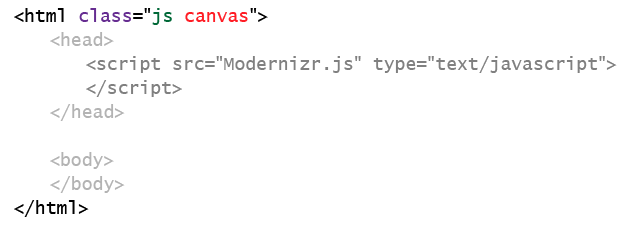 <html class="js canvas">
<head>
<script src="Modernizr.js" type="text/javascript">
</script>
</head>
<body>
</body>
</html>